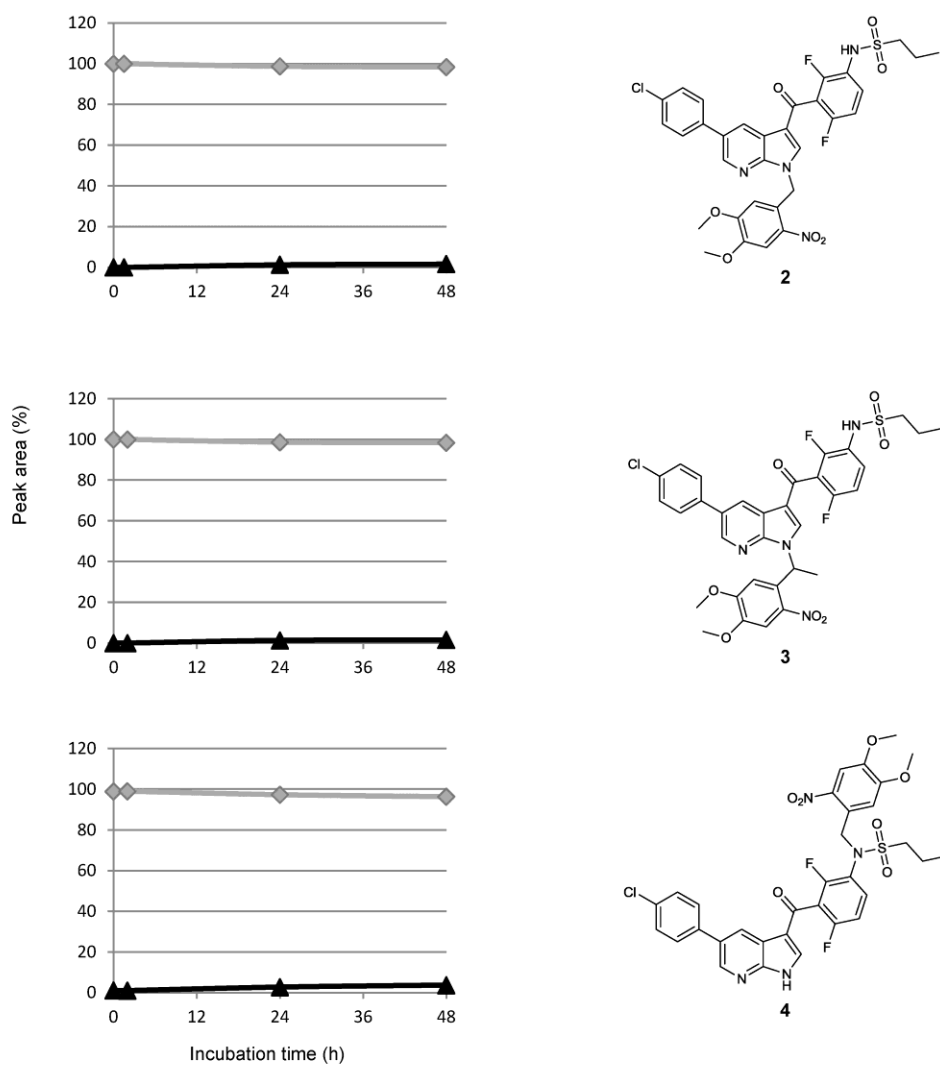 120
100
80
60
40
20
0
0 12 24 36 48
O
HN S
O
F
O
Cl
F
N N
O
O NO2
2
Peak area (%)
120
100
80
60
40
20
0
0 12 24 36 48
O
HN S
O
F
O
Cl
F
N N
O
O NO2
3
120
100
80
60
40
20
0
0 12 24 36 48
Incubation time (h)
O
O
O2N
O
N S
O
F
O
Cl
F
N N
H
4